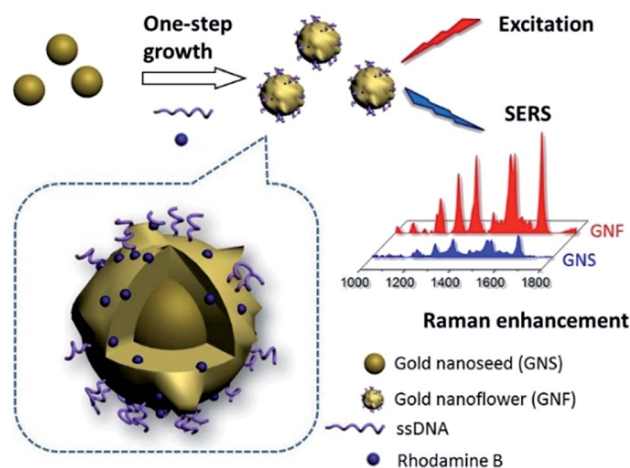 One-step
growth
Excitation
SERS
GNF
GNS
1000 1200 1400 1600 1800
Raman enhancement
Gold nanoseed (GNS)
Gold nanoflower (GNF)
ssDNA
Rhodamine B